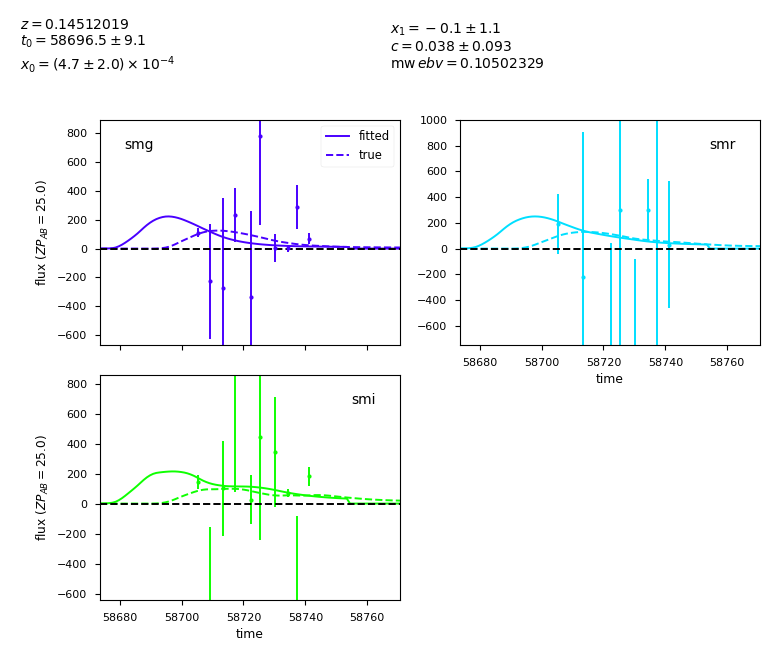 z = 0.14512019
t₀ = 58696.5 ± 9.1
x₀ = (4.7 ± 2.0) × 10⁻⁴
x₁ = −0.1 ± 1.1
c = 0.038 ± 0.093
mw ebv = 0.10502329
smg
fitted
true
800
600
400
200
0
−200
−400
−600
flux (ZP_AB = 25.0)
smr
1000
800
600
400
200
0
−200
−400
−600
58680 58700 58720 58740 58760
time
smi
800
600
400
200
0
−200
−400
−600
flux (ZP_AB = 25.0)
58680 58700 58720 58740 58760
time